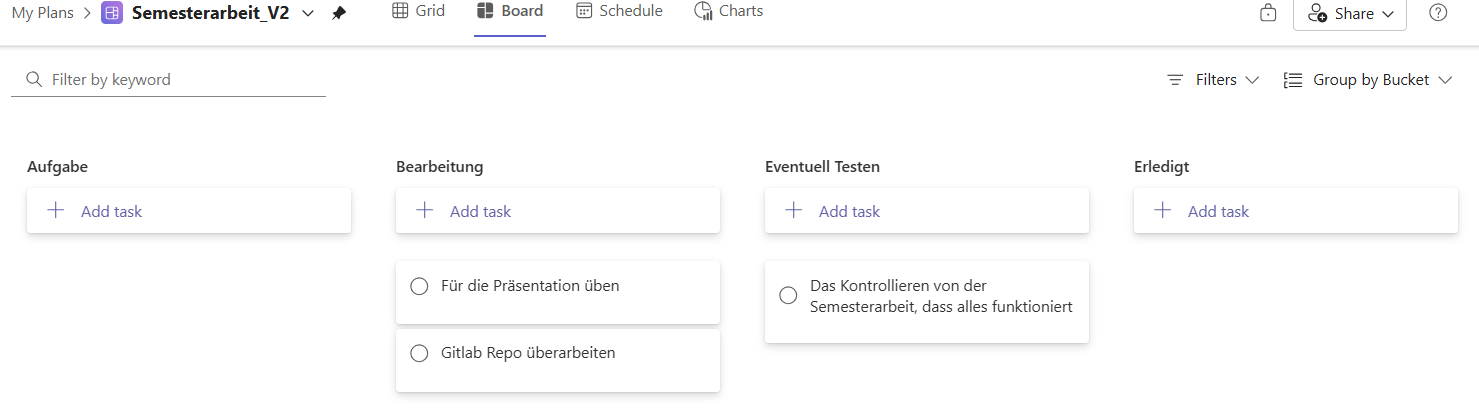 My Plans > Semesterarbeit_V2
Grid
Board
Schedule
Charts
Share
Filter by keyword
Filters
Group by Bucket
Aufgabe
Add task
Bearbeitung
Add task
Für die Präsentation üben
Gitlab Repo überarbeiten
Eventuell Testen
Add task
Das Kontrollieren von der
Semesterarbeit, dass alles funktioniert
Erledigt
Add task